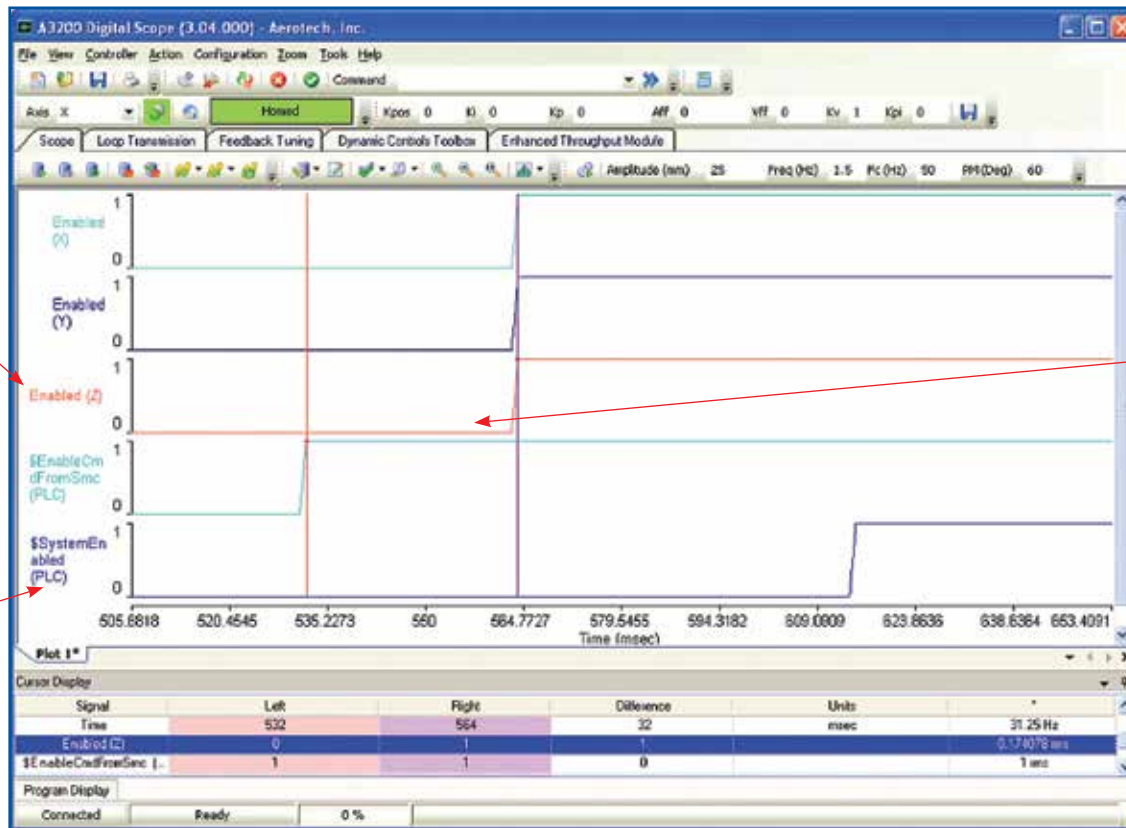 A3200 Digital Scope (3.04.000) - Aerotech, Inc.
File View Controller Action Configuration Zoom Tools Help
Command
Axis X Homed Kpos 0 Ki 0 Kp 0 Aff 0 Vff 0 Kv 1 Kpi 0
Scope Loop Transmission Feedback Tuning Dynamic Controls Toolbox Enhanced Throughput Module
Amplitude (mm) 25 Freq (Hz) 1.5 Fc (Hz) 50 PM (Deg) 60
1
Enabled
(X)
0
1
Enabled
(Y)
0
1
Enabled (Z)
0
1
$EnableCm
dFromSmc
(PLC)
0
1
$SystemEn
abled
(PLC)
0
505.6818 520.4545 535.2273 550 564.7727 579.5455 594.3182 609.0909 623.8636 638.6364 653.4091
Time (msec)
Plot 1*
Cursor Display
Signal Left Right Difference Units *
Time 532 564 32 msec 31.25 Hz
Enabled (Z) 0 1 1 0.174078 rms
$EnableCmdFromSmc (.. 1 1 0 1 rms
Program Display
Connected Ready 0 %